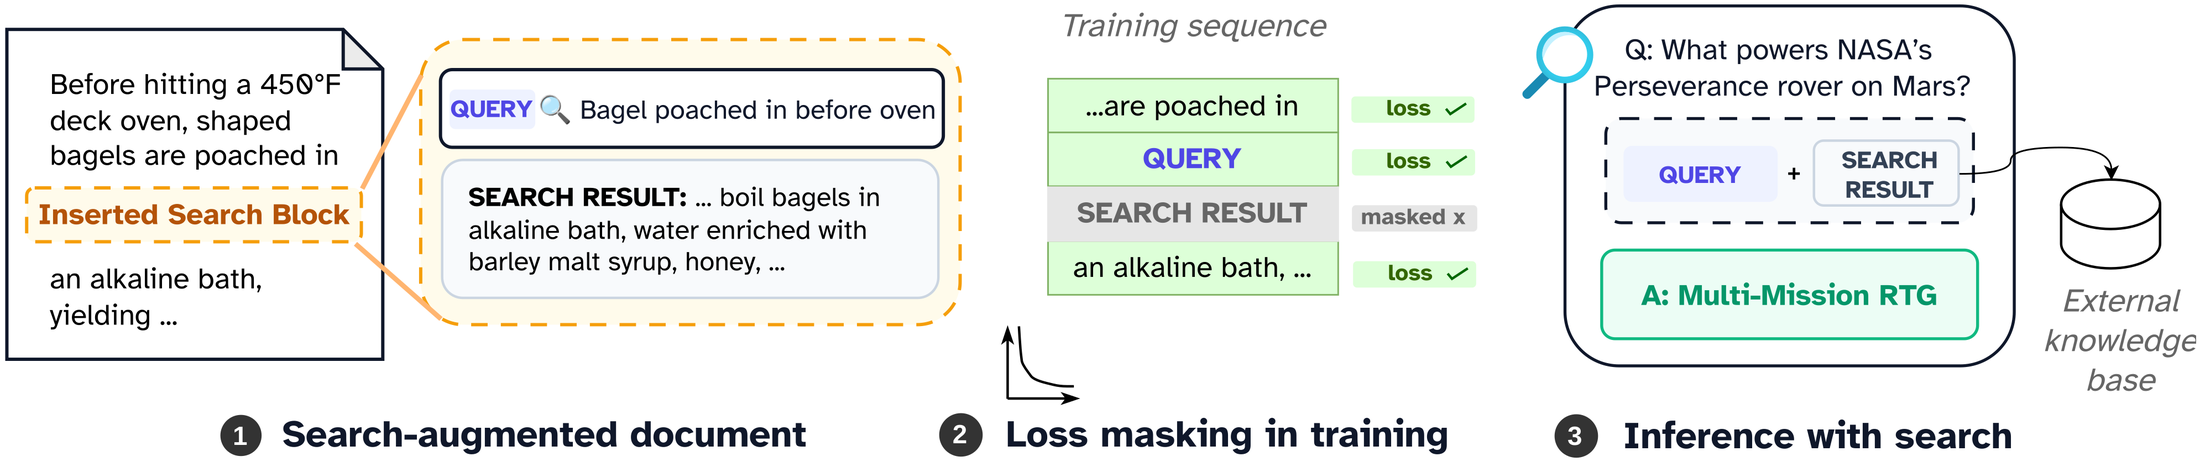 Before hitting a 450°F
deck oven, shaped
bagels are poached in
Inserted Search Block
an alkaline bath,
yielding ...
QUERY Bagel poached in before oven
SEARCH RESULT: ... boil bagels in
alkaline bath, water enriched with
barley malt syrup, honey, ...
1 Search-augmented document
Training sequence
...are poached in
loss ✓
QUERY
loss ✓
SEARCH RESULT
masked x
an alkaline bath, ...
loss ✓
2 Loss masking in training
Q: What powers NASA's
Perseverance rover on Mars?
QUERY + SEARCH
RESULT
A: Multi-Mission RTG
External
knowledge
base
3 Inference with search